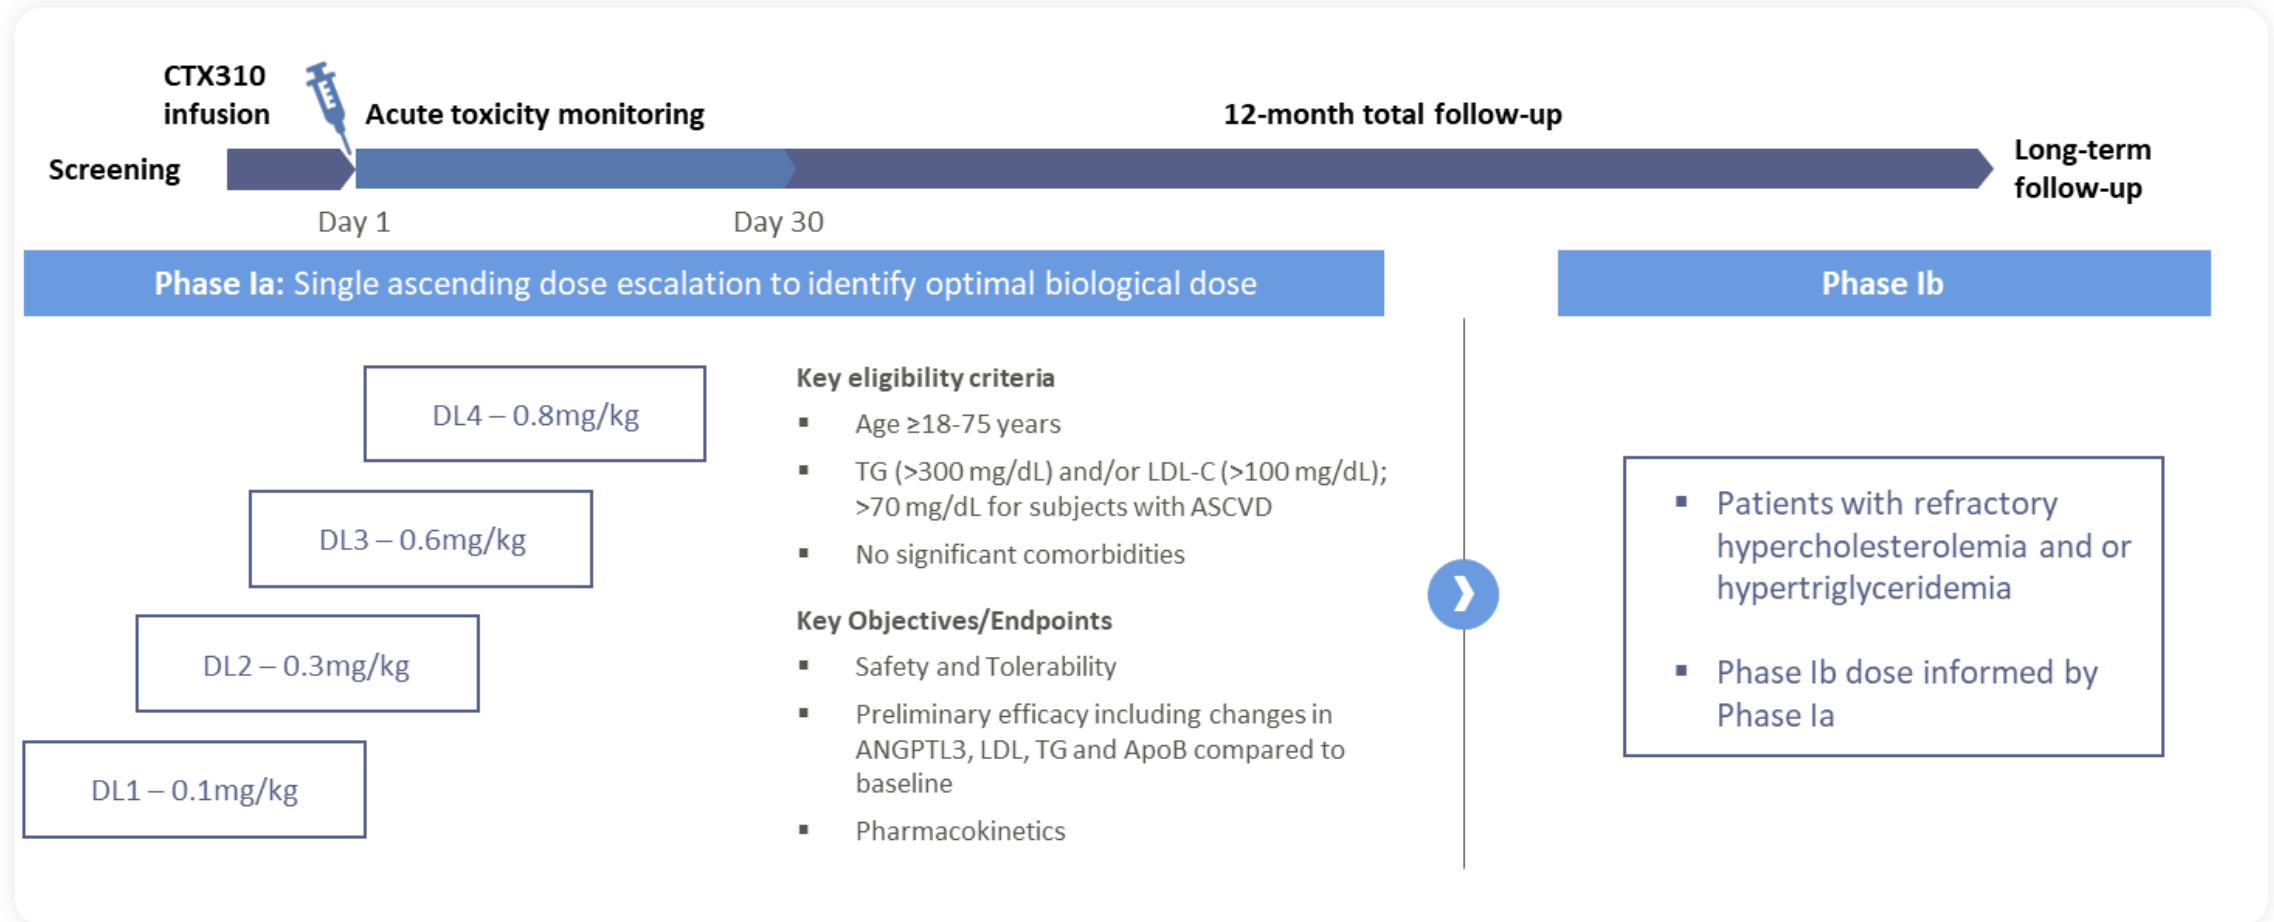 CTX310
infusion
Acute toxicity monitoring
12-month total follow-up
Screening
Long-term
follow-up
Day 1
Day 30
Phase Ia: Single ascending dose escalation to identify optimal biological dose
Phase Ib
DL4 – 0.8mg/kg
DL3 – 0.6mg/kg
DL2 – 0.3mg/kg
DL1 – 0.1mg/kg
Key eligibility criteria
▪ Age ≥18-75 years
▪ TG (>300 mg/dL) and/or LDL-C (>100 mg/dL);
>70 mg/dL for subjects with ASCVD
▪ No significant comorbidities
Key Objectives/Endpoints
▪ Safety and Tolerability
▪ Preliminary efficacy including changes in
ANGPTL3, LDL, TG and ApoB compared to
baseline
▪ Pharmacokinetics
▪ Patients with refractory
hypercholesterolemia and or
hypertriglyceridemia
▪ Phase Ib dose informed by
Phase Ia